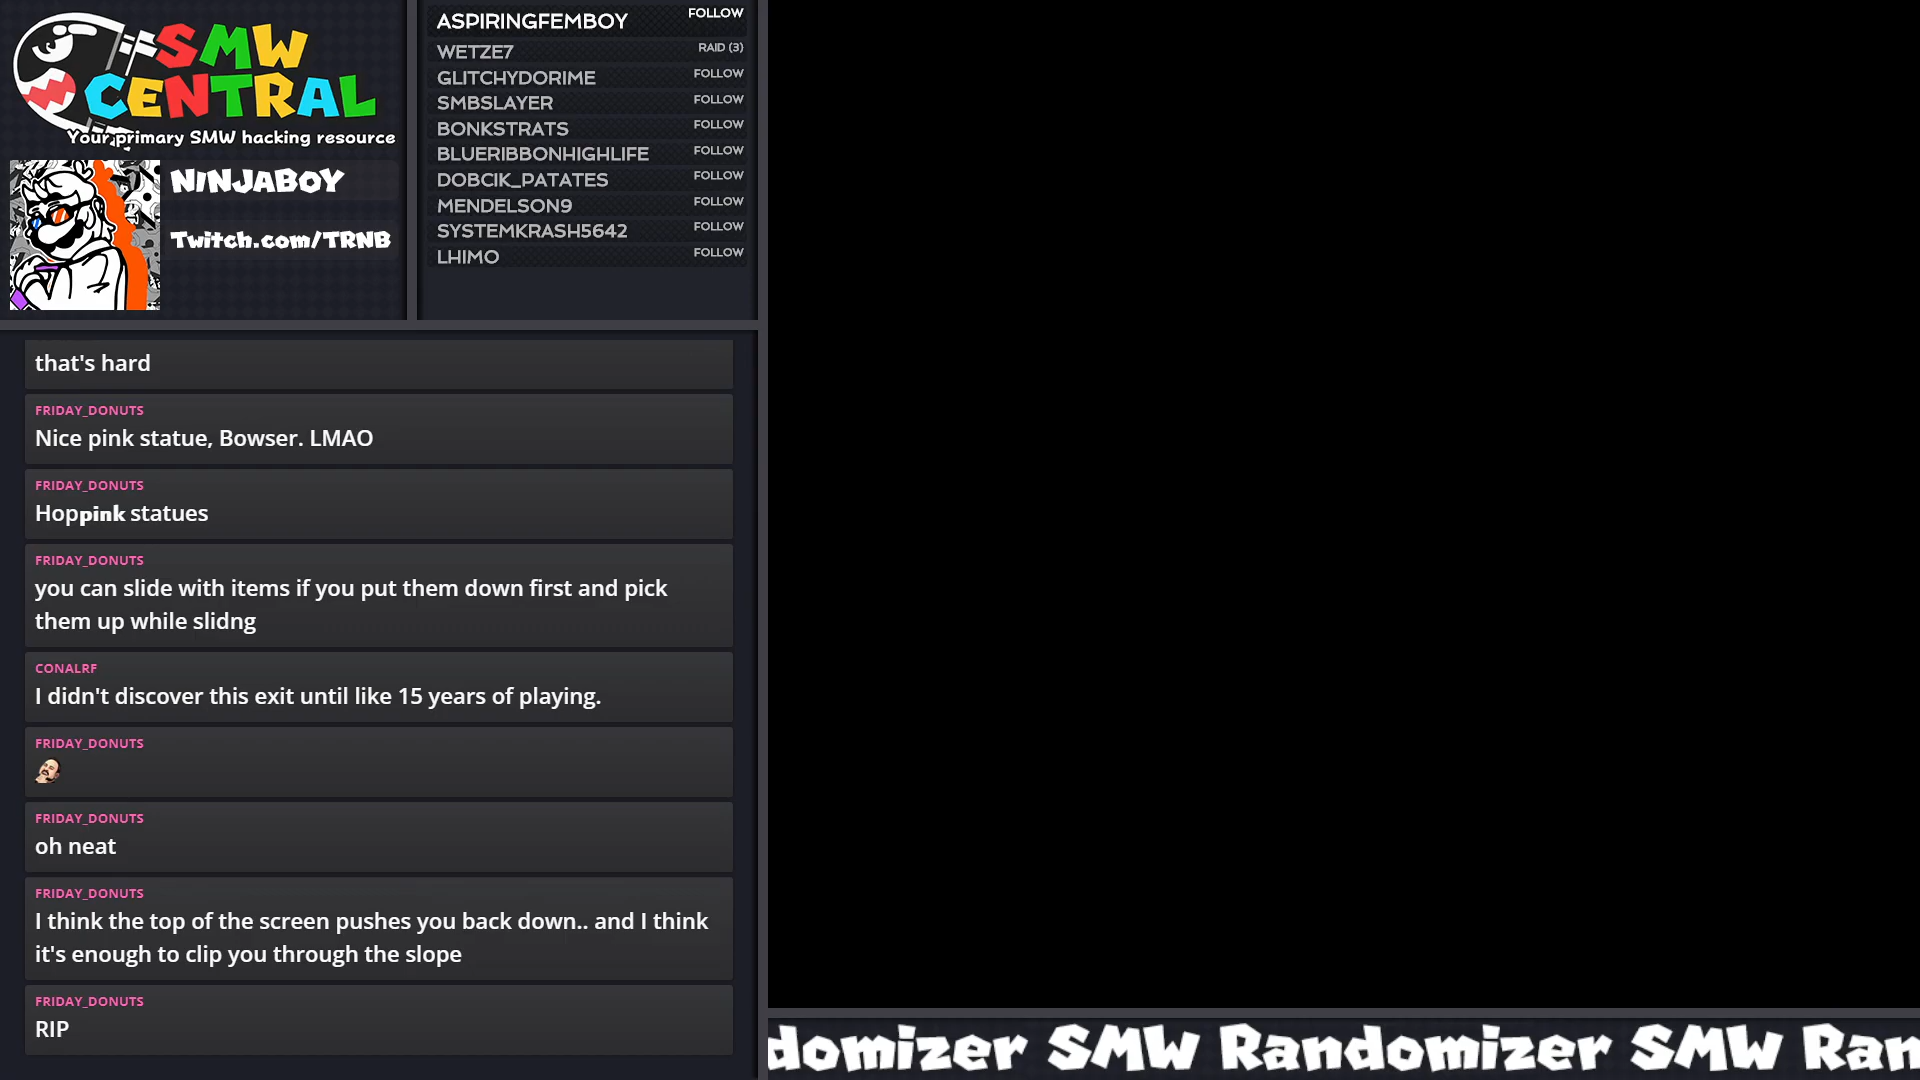 SMW
CENTRAL
Your primary SMW hacking resource
NINJABOY
Twitch.com/TRNB
ASPIRINGFEMBOY FOLLOW
WETZE7 RAID (3)
GLITCHYDORIME FOLLOW
SMBSLAYER FOLLOW
BONKSTRATS FOLLOW
BLUERIBBONHIGHLIFE FOLLOW
DOBCIK_PATATES FOLLOW
MENDELSON9 FOLLOW
SYSTEMKRASH5642 FOLLOW
LHIMO FOLLOW
that's hard
FRIDAY_DONUTS
Nice pink statue, Bowser. LMAO
FRIDAY_DONUTS
Hoppink statues
FRIDAY_DONUTS
you can slide with items if you put them down first and pick
them up while slidng
CONALRF
I didn't discover this exit until like 15 years of playing.
FRIDAY_DONUTS
FRIDAY_DONUTS
oh neat
FRIDAY_DONUTS
I think the top of the screen pushes you back down.. and I think
it's enough to clip you through the slope
FRIDAY_DONUTS
RIP
domizer SMW Randomizer SMW Ran